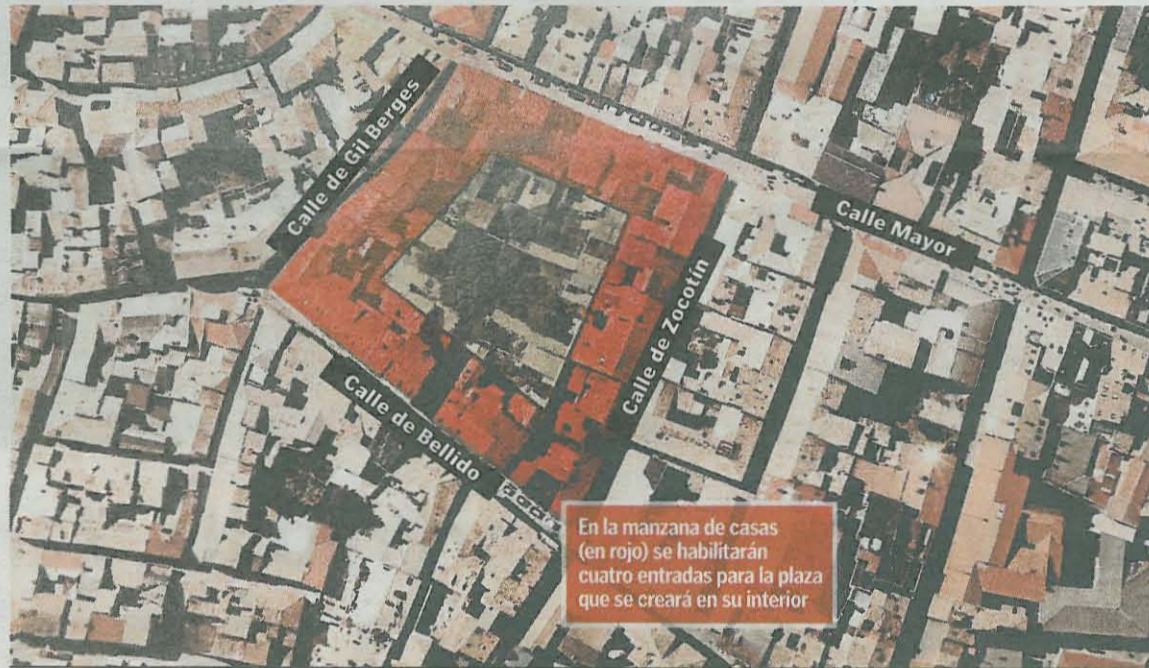 Calle de Gil Berges
Calle Mayor
Calle de Zocotín
Calle de Bellido
En la manzana de casas
(en rojo) se habilitarán
cuatro entradas para la plaza
que se creará en su interior